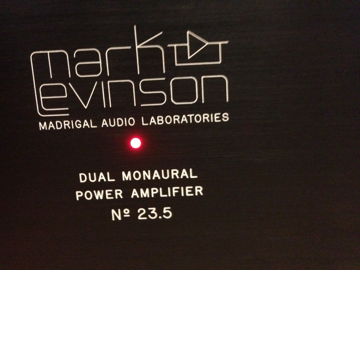 mark
Levinson
MADRIGAL AUDIO LABORATORIES
DUAL MONAURAL
POWER AMPLIFIER
Nº 23.5